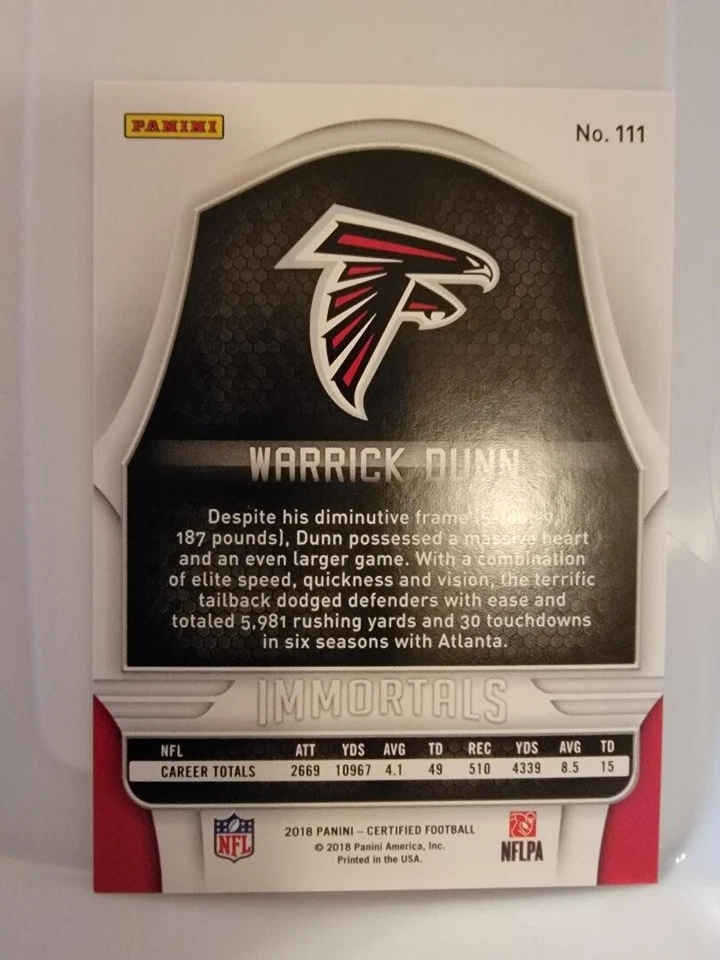 PANINI
No. 111
WARRICK DUNN
Despite his diminutive frame
187 pounds), Dunn possessed a massive heart
and an even larger game. With a combination
of elite speed, quickness and vision, the terrific
tailback dodged defenders with ease and
totaled 5,981 rushing yards and 30 touchdowns
in six seasons with Atlanta.
IMMORTALS
NFL ATT YDS AVG TD REC YDS AVG TD
CAREER TOTALS 2669 10967 4.1 49 510 4339 8.5 15
NFL
2018 PANINI – CERTIFIED FOOTBALL
© 2018 Panini America, Inc.
Printed in the USA.
NFLPA